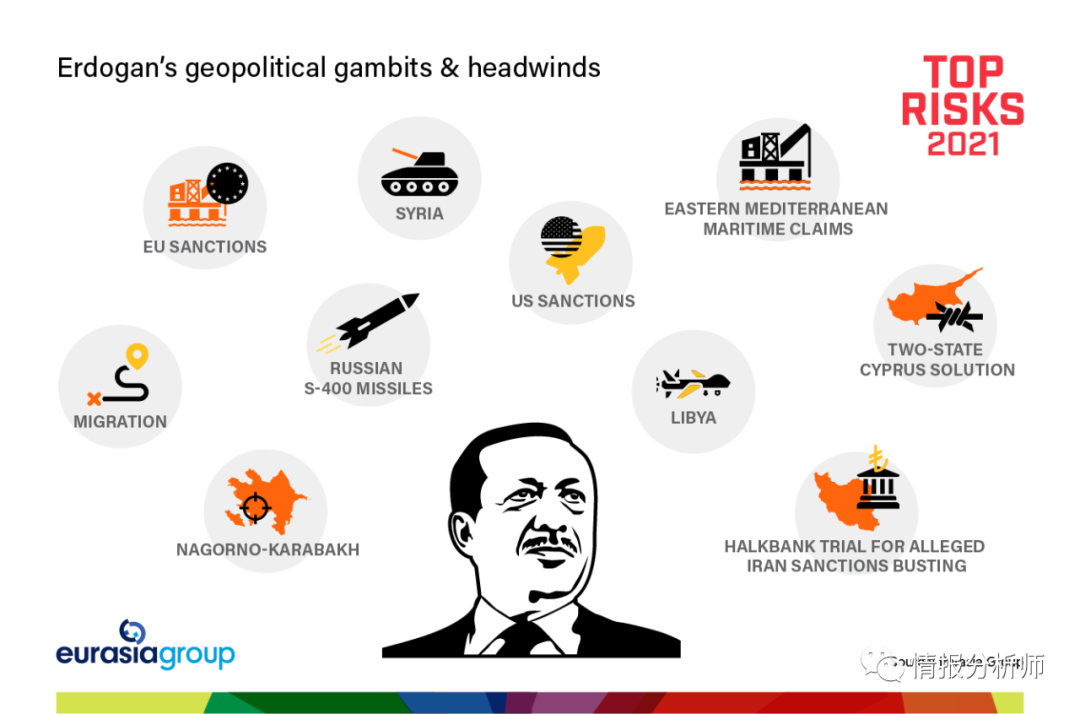 Erdogan's geopolitical gambits & headwinds
TOP
RISKS
2021
EU SANCTIONS
SYRIA
EASTERN MEDITERRANEAN
MARITIME CLAIMS
US SANCTIONS
TWO-STATE
CYPRUS SOLUTION
RUSSIAN
S-400 MISSILES
MIGRATION
LIBYA
NAGORNO-KARABAKH
₺
HALKBANK TRIAL FOR ALLEGED
IRAN SANCTIONS BUSTING
eurasiagroup
情报分析师